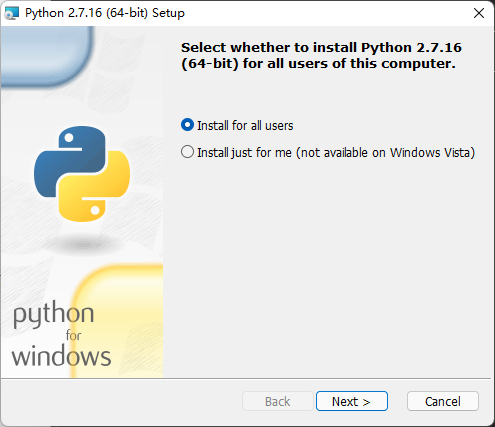 Python 2.7.16 (64-bit) Setup
Select whether to install Python 2.7.16
(64-bit) for all users of this computer.
Install for all users
Install just for me (not available on Windows Vista)
python
for
windows
Back
Next >
Cancel